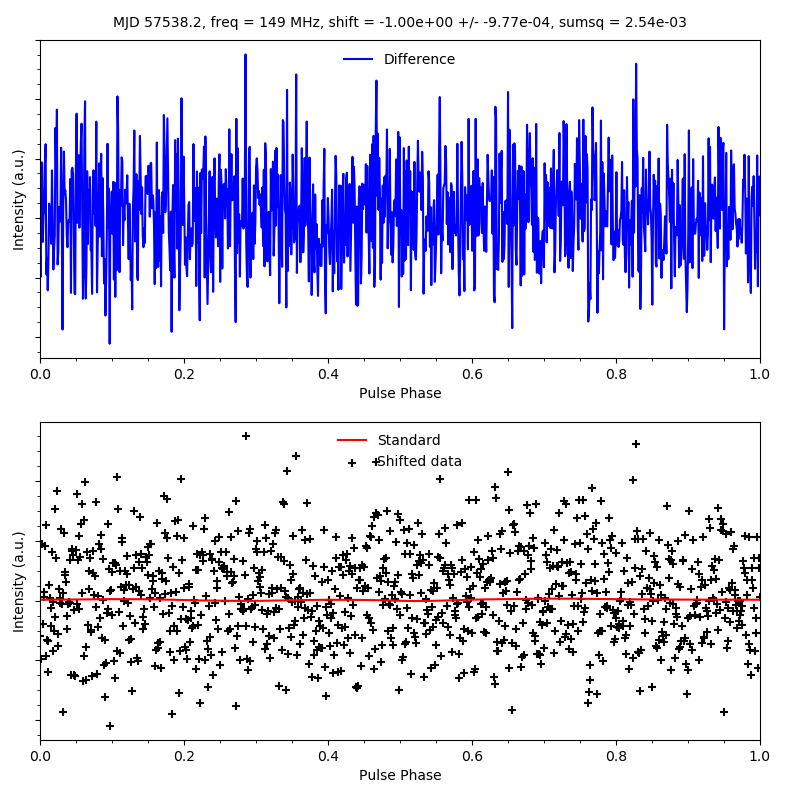 MJD 57538.2, freq = 149 MHz, shift = -1.00e+00 +/- -9.77e-04, sumsq = 2.54e-03
Difference
Intensity (a.u.)
0.0 0.2 0.4 0.6 0.8 1.0
Pulse Phase
Standard
Shifted data
Intensity (a.u.)
0.0 0.2 0.4 0.6 0.8 1.0
Pulse Phase